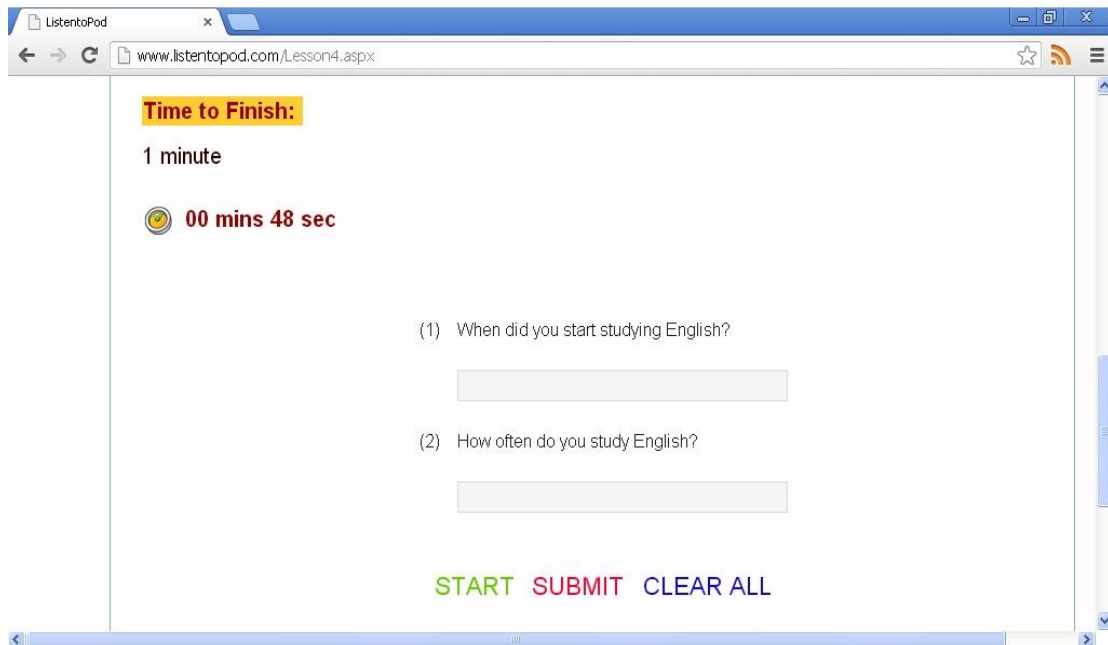 ListentoPod
www.listentopod.com/Lesson4.aspx
Time to Finish:
1 minute
00 mins 48 sec
(1) When did you start studying English?
(2) How often do you study English?
START SUBMIT CLEAR ALL